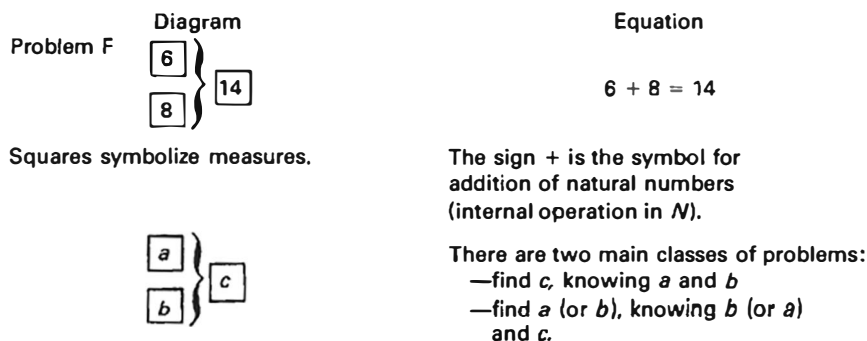 Diagram Equation
Problem F
6
8
14
6 + 8 = 14
Squares symbolize measures.
The sign + is the symbol for
addition of natural numbers
(internal operation in N).
a
b
c
There are two main classes of problems:
—find c, knowing a and b
—find a (or b), knowing b (or a)
and c.